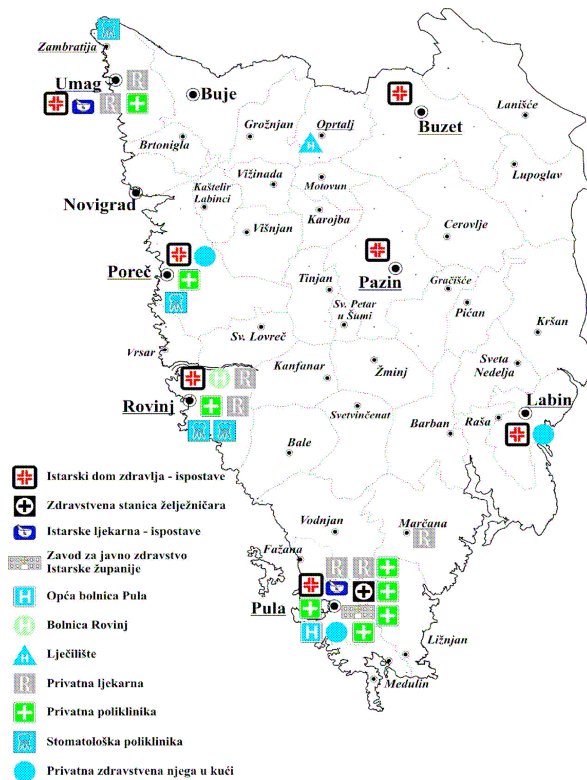 Zambratija
Umag
Buje
Buzet
Lanišće
Grožnjan
Oprtalj
Brtonigla
Lupoglav
Vižinada
Motovun
Kaštelir
Labinci
Novigrad
Karojba
Višnjan
Cerovlje
Poreč
Pazin
Tinjan
Gračišće
Sv. Petar
u Šumi
Pićan
Kršan
Sv. Lovreč
Vrsar
Žminj
Sveta
Nedelja
Kanfanar
Rovinj
Labin
Svetvinčenat
Barban
Raša
Bale
Vodnjan
Marčana
Fažana
Pula
Ližnjan
Medulin
Istarski dom zdravlja - ispostave
Zdravstvena stanica željezničara
Istarske ljekarna - ispostave
Zavod za javno zdravstvo
Istarske županije
H Opća bolnica Pula
H Bolnica Rovinj
H Lječilište
R Privatna ljekarna
Privatna poliklinika
Stomatološka poliklinika
Privatna zdravstvena njega u kući